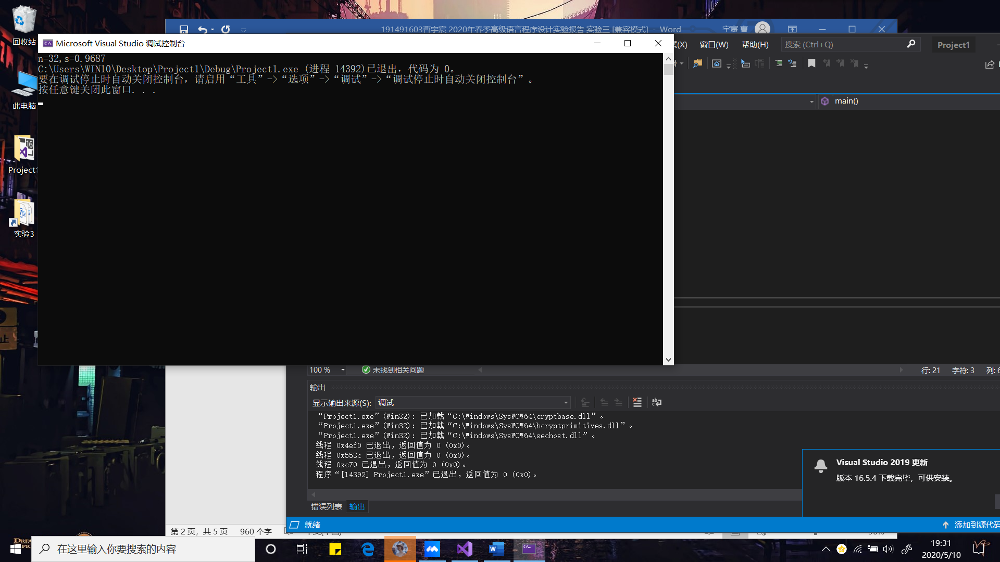 回收站
此电脑
Project1
实验3
191491603曹宇宸 2020年春季高级语言程序设计实验报告 实验三 [兼容模式] - Word
宇宸 曹
Microsoft Visual Studio 调试控制台
n=32,s=0.9687
C:\Users\WIN10\Desktop\Project1\Debug\Project1.exe (进程 14392)已退出，代码为 0。
要在调试停止时自动关闭控制台，请启用“工具”->“选项”->“调试”->“调试停止时自动关闭控制台”。
按任意键关闭此窗口. . .
(X)
窗口(W)
帮助(H)
搜索 (Ctrl+Q)
Project1
main()
100 %
未找到相关问题
行: 21
字符: 3
列: 6
输出
显示输出来源(S):
调试
“Project1.exe” (Win32): 已加载“C:\Windows\SysWOW64\cryptbase.dll”。
“Project1.exe” (Win32): 已加载“C:\Windows\SysWOW64\bcryptprimitives.dll”。
“Project1.exe” (Win32): 已加载“C:\Windows\SysWOW64\sechost.dll”。
线程 0x4ef0 已退出，返回值为 0 (0x0)。
线程 0x553c 已退出，返回值为 0 (0x0)。
线程 0xc70 已退出，返回值为 0 (0x0)。
程序“[14392] Project1.exe”已退出，返回值为 0 (0x0)。
错误列表
输出
Visual Studio 2019 更新
版本 16.5.4 下载完毕，可供安装。
就绪
添加到源代码
第 2 页，共 5 页
960 个字
在这里输入你要搜索的内容
19:31
2020/5/10